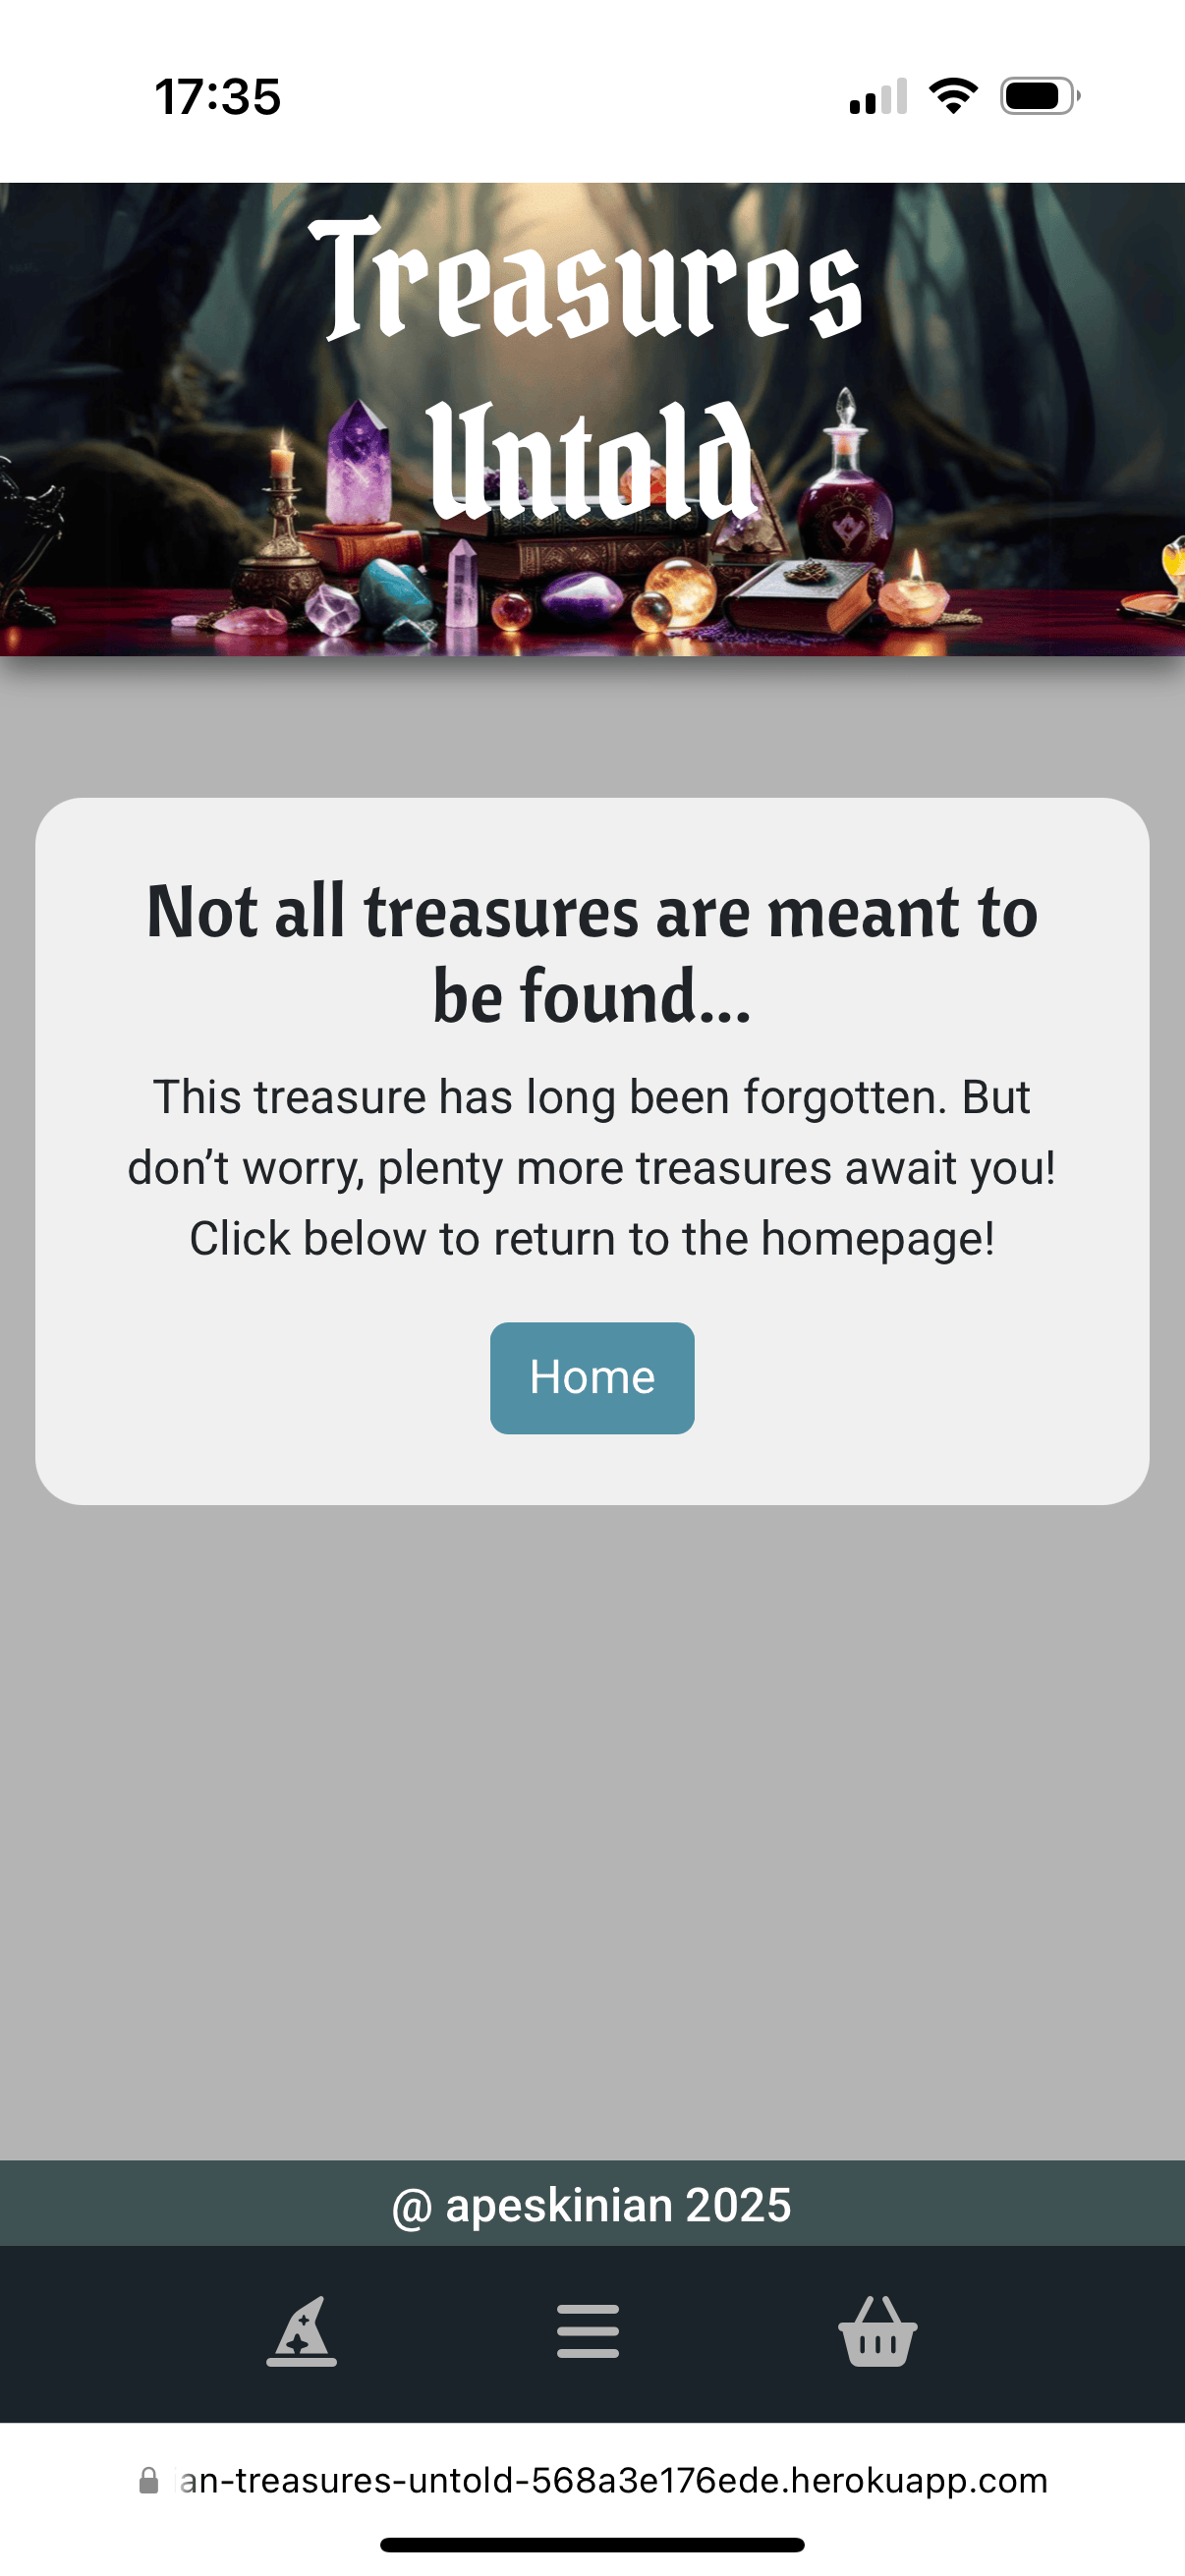 17:35
Treasures
Untold
Not all treasures are meant to
be found...
This treasure has long been forgotten. But
don’t worry, plenty more treasures await you!
Click below to return to the homepage!
Home
@ apeskinian 2025
an-treasures-untold-568a3e176ede.herokuapp.com